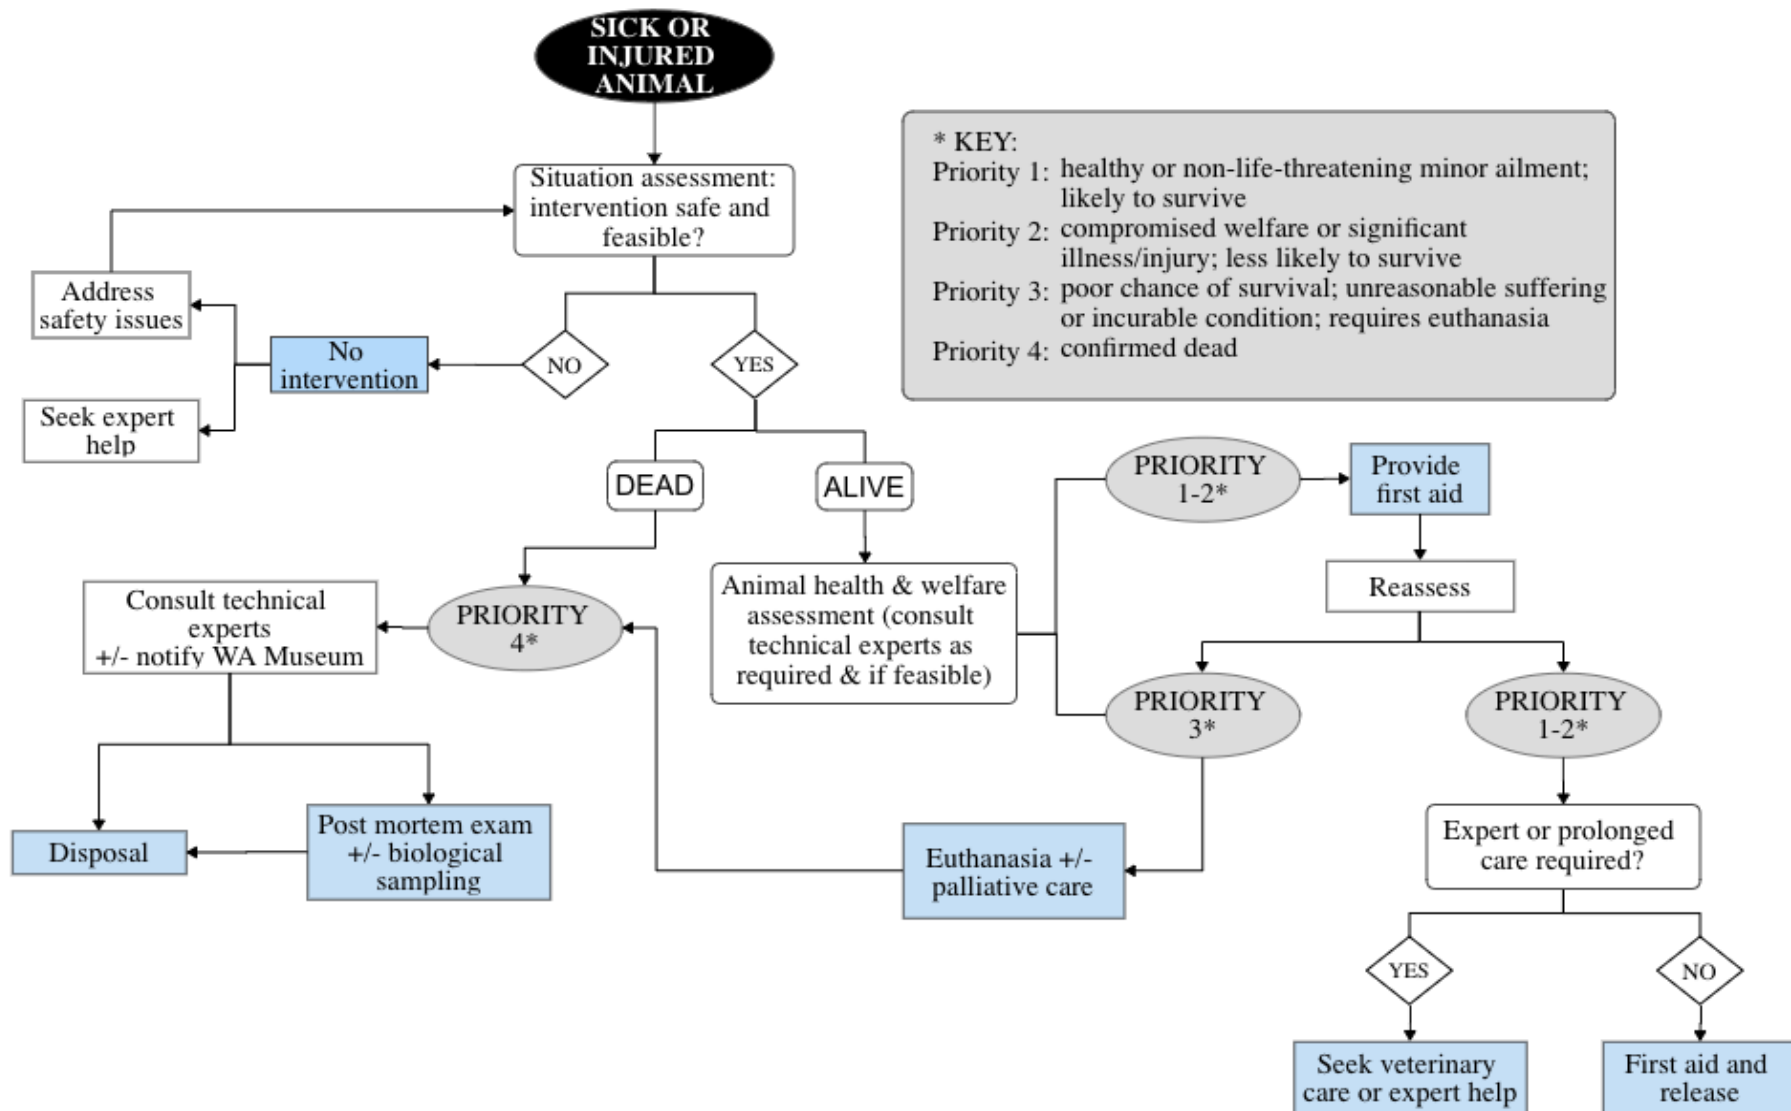 SICK OR
INJURED
ANIMAL
Situation assessment:
intervention safe and
feasible?
* KEY:
Priority 1: healthy or non-life-threatening minor ailment;
likely to survive
Priority 2: compromised welfare or significant
illness/injury; less likely to survive
Priority 3: poor chance of survival; unreasonable suffering
or incurable condition; requires euthanasia
Priority 4: confirmed dead
Address
safety issues
No
intervention
NO
YES
Seek expert
help
DEAD
ALIVE
PRIORITY
1-2*
Provide
first aid
Reassess
Animal health & welfare
assessment (consult
technical experts as
required & if feasible)
Consult technical
experts
+/- notify WA Museum
PRIORITY
4*
PRIORITY
3*
PRIORITY
1-2*
Disposal
Post mortem exam
+/- biological
sampling
Euthanasia +/-
palliative care
Expert or prolonged
care required?
YES
NO
Seek veterinary
care or expert help
First aid and
release